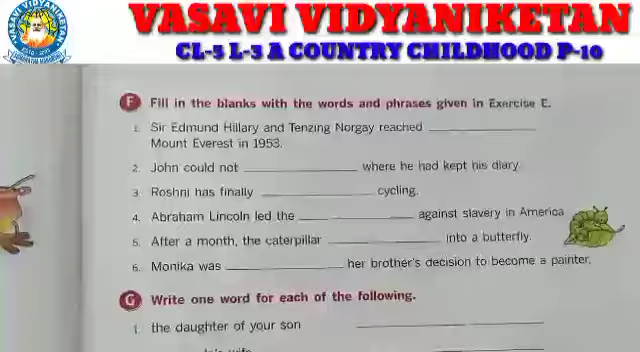 VASAVI VIDYANIKETAN
VASAVI VIDYANIKETAN
CL-5 L-3 A COUNTRY CHILDHOOD P-10
F Fill in the blanks with the words and phrases given in Exercise E.
1. Sir Edmund Hillary and Tenzing Norgay reached ____________
Mount Everest in 1953.
2. John could not ____________ where he had kept his diary.
3. Roshni has finally ____________ cycling.
4. Abraham Lincoln led the ____________ against slavery in America
5. After a month, the caterpillar ____________ into a butterfly.
6. Monika was ____________ her brother's decision to become a painter.
G Write one word for each of the following.
1. the daughter of your son ____________
wife